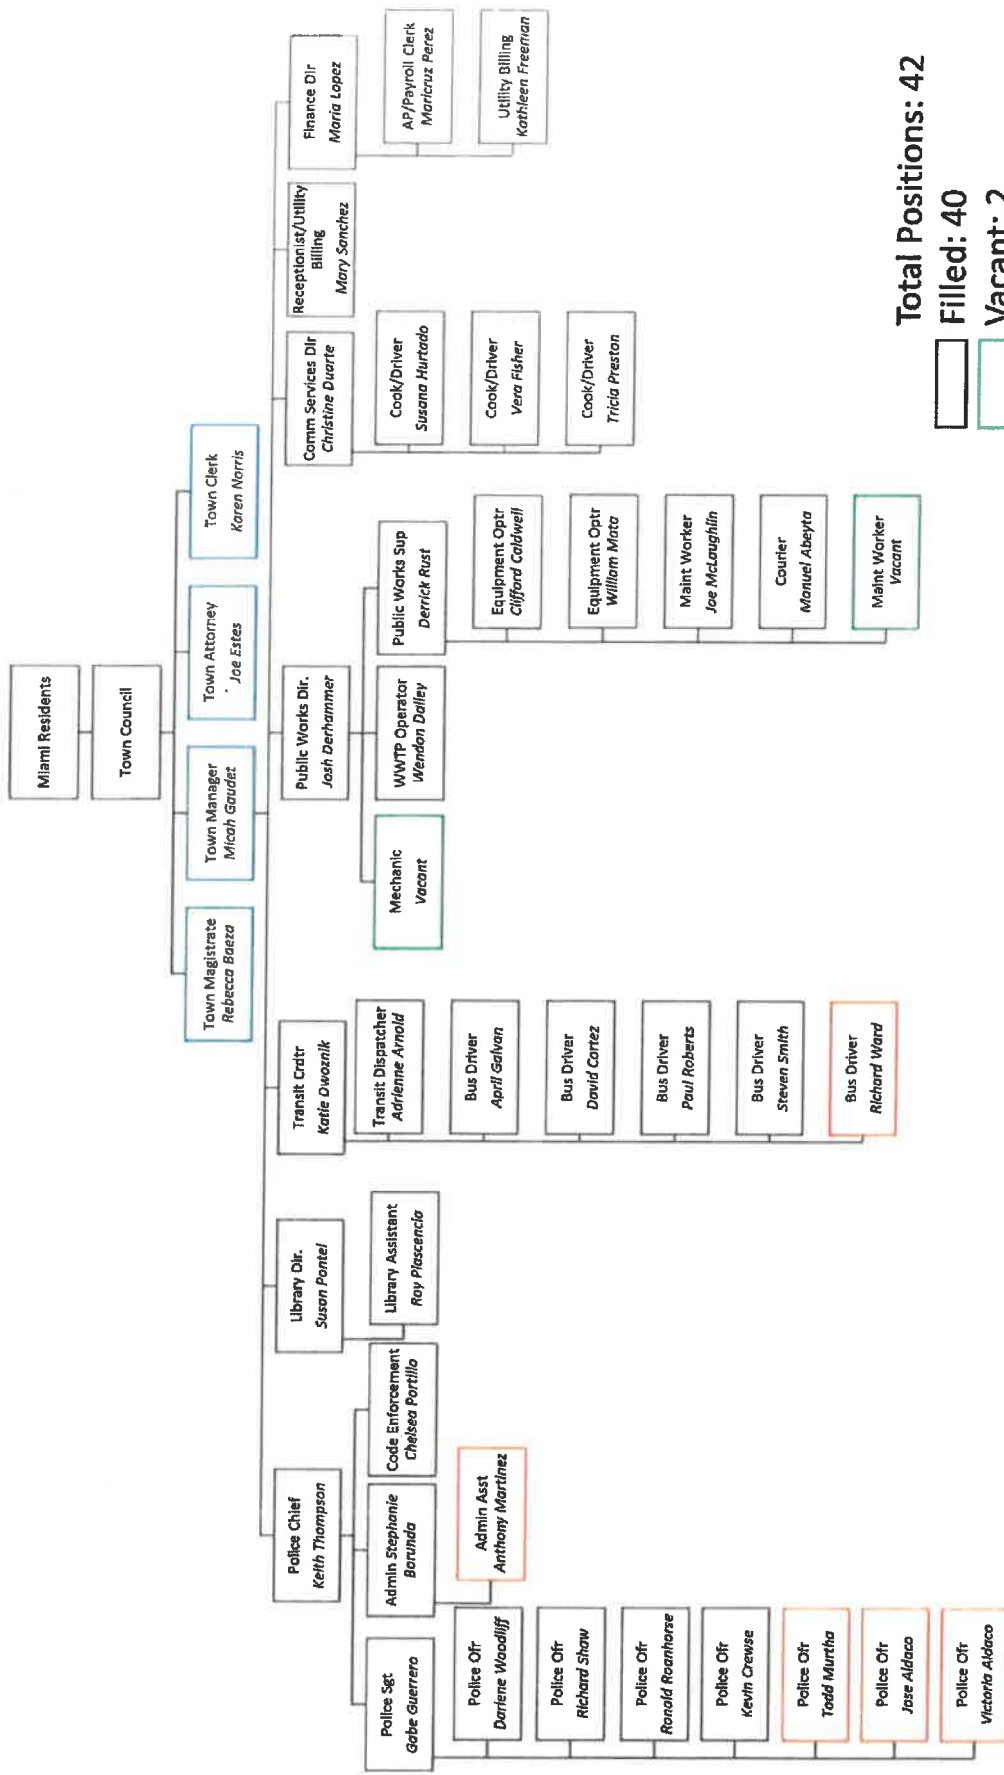 Miami Residents
Town Council
Town Magistrate
Rebecca Baeza
Town Manager
Micah Gaudet
Town Attorney
Joe Estes
Town Clerk
Karen Norris
Police Chief
Keith Thompson
Library Dir.
Susan Pontel
Transit Crdtr
Katie Dwoznik
Public Works Dir.
Josh Derhammer
Comm Services Dir
Christine Duarte
Receptionist/Utility
Billing
Mary Sanchez
Finance Dir
Maria Lopez
Police Sgt
Gabe Guerrero
Admin Stephanie
Borunda
Code Enforcement
Chelsea Portillo
Library Assistant
Ray Plascencia
Transit Dispatcher
Adrienne Arnold
Mechanic
Vacant
WWTP Operator
Wendon Dailey
Public Works Sup
Derrick Rust
Cook/Driver
Susana Hurtado
AP/Payroll Clerk
Maricruz Perez
Police Ofr
Darlene Woodliff
Admin Asst
Anthony Martinez
Bus Driver
April Galvan
Equipment Optr
Clifford Caldwell
Cook/Driver
Vera Fisher
Utility Billing
Kathleen Freeman
Police Ofr
Richard Shaw
Bus Driver
David Cortez
Equipment Optr
William Mata
Cook/Driver
Tricia Preston
Police Ofr
Ronald Roanhorse
Bus Driver
Paul Roberts
Maint Worker
Joe McLaughlin
Police Ofr
Kevin Crewse
Bus Driver
Steven Smith
Courier
Manuel Abeyta
Police Ofr
Todd Murtha
Bus Driver
Richard Ward
Maint Worker
Vacant
Police Ofr
Jose Aldaco
Police Ofr
Victoria Aldaco
Total Positions: 42
Filled: 40
Vacant: 2